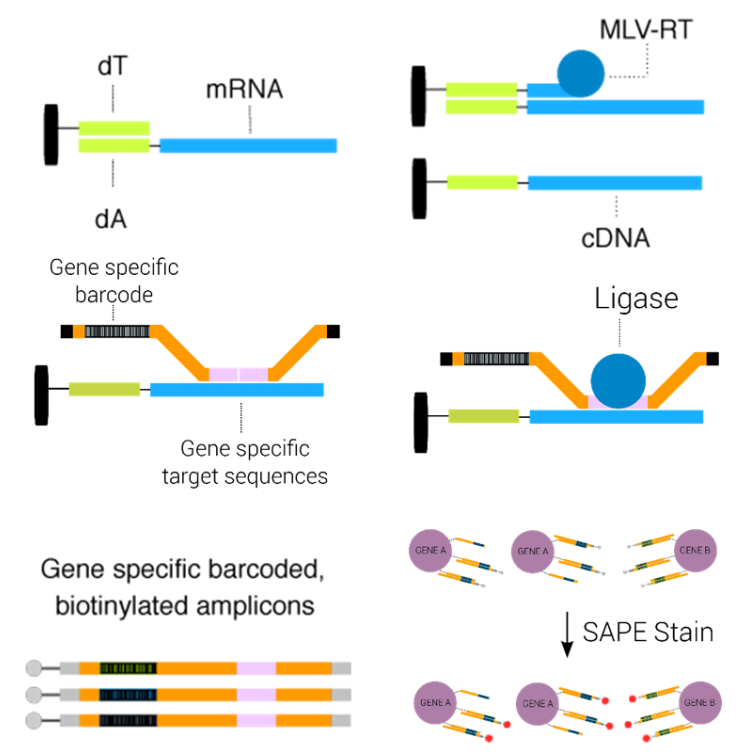 dT
mRNA
dA
MLV-RT
cDNA
Gene specific
barcode
Gene specific
target sequences
Ligase
Gene specific barcoded,
biotinylated amplicons
GENE A
GENE A
GENE B
SAPE Stain
GENE A
GENE A
GENE B